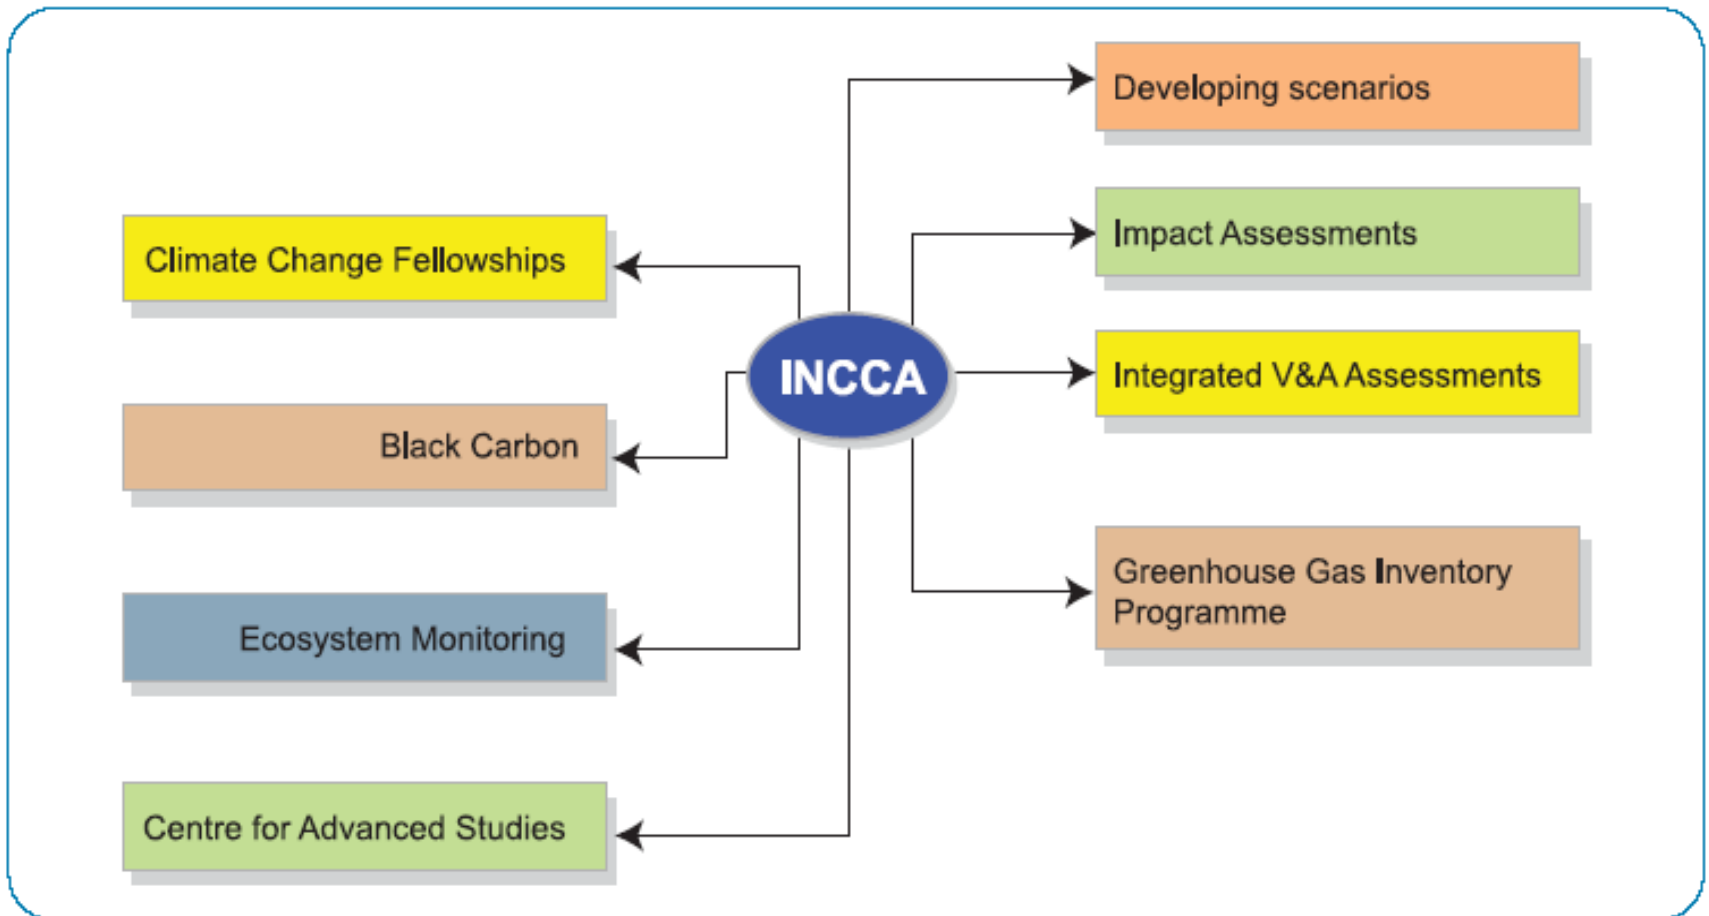 Developing scenarios
Impact Assessments
Climate Change Fellowships
INCCA
Integrated V&A Assessments
Black Carbon
Greenhouse Gas Inventory
Programme
Ecosystem Monitoring
Centre for Advanced Studies